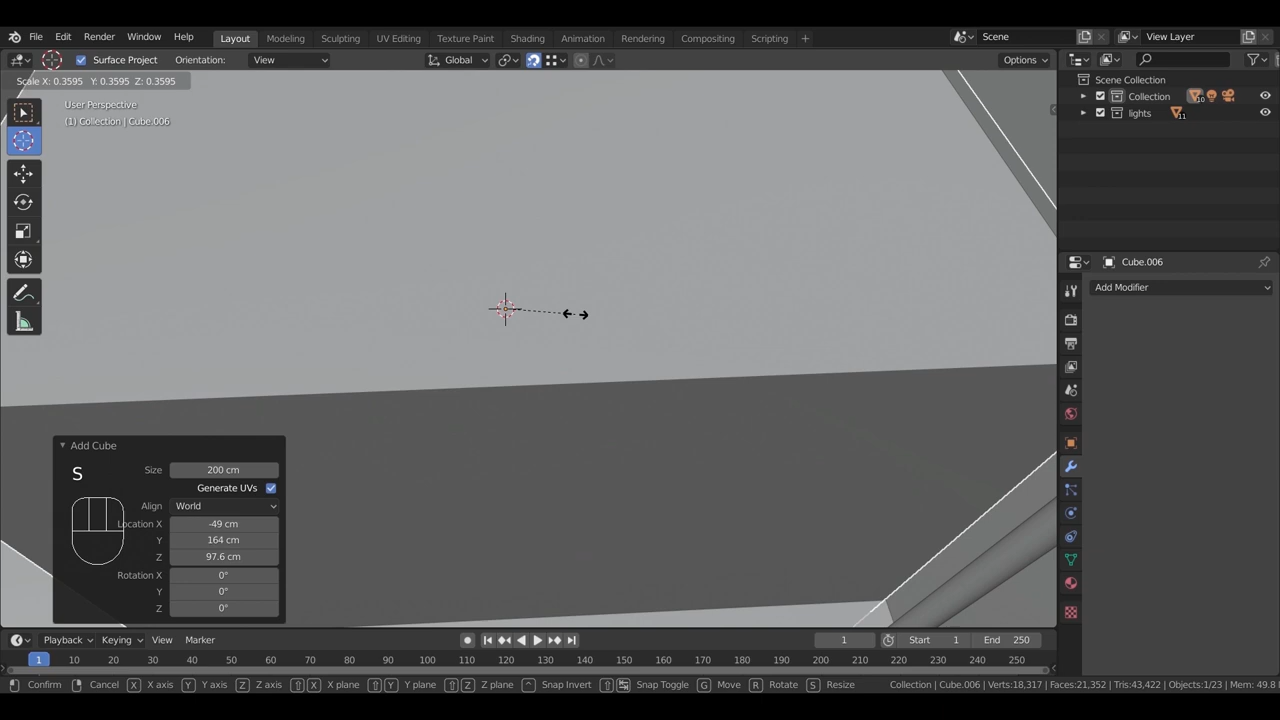 File Edit Render Window Help Layout Modeling Sculpting UV Editing Texture Paint Shading Animation Rendering Compositing Scripting + Scene View Layer
Surface Project Orientation: View Global Options
Scale X: 0.3595 Y: 0.3595 Z: 0.3595
User Perspective
(1) Collection | Cube.006
Scene Collection
Collection 10
lights 11
Cube.006
Add Modifier
Add Cube
Size 200 cm
Generate UVs
Align World
Location X -49 cm
Y 164 cm
Z 97.6 cm
Rotation X 0°
Y 0°
Z 0°
S
Playback Keying View Marker 1 Start 1 End 250
1 10 20 30 40 50 60 70 80 90 100 110 120 130 140 150 160 170 180 190 200 210 220 230 240 250
Confirm Cancel X X axis Y Y axis Z Z axis X X plane Y Y plane Z Z plane Snap Invert Snap Toggle G Move R Rotate S Resize Collection | Cube.006 | Verts:18,317 | Faces:21,352 | Tris:43,422 | Objects:1/23 | Mem: 49.8